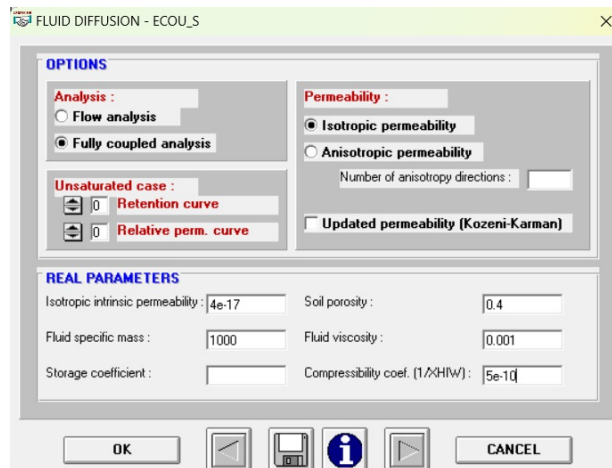 FLUID DIFFUSION - ECOU_S
OPTIONS
Analysis :
Flow analysis
Fully coupled analysis
Unsaturated case :
0 Retention curve
0 Relative perm. curve
Permeability :
Isotropic permeability
Anisotropic permeability
Number of anisotropy directions :
Updated permeability (Kozeni-Karman)
REAL PARAMETERS
Isotropic intrinsic permeability : 4e-17 Soil porosity : 0.4
Fluid specific mass : 1000 Fluid viscosity : 0.001
Storage coefficient : Compressibility coef. (1/XHIW) : 5e-10
OK CANCEL